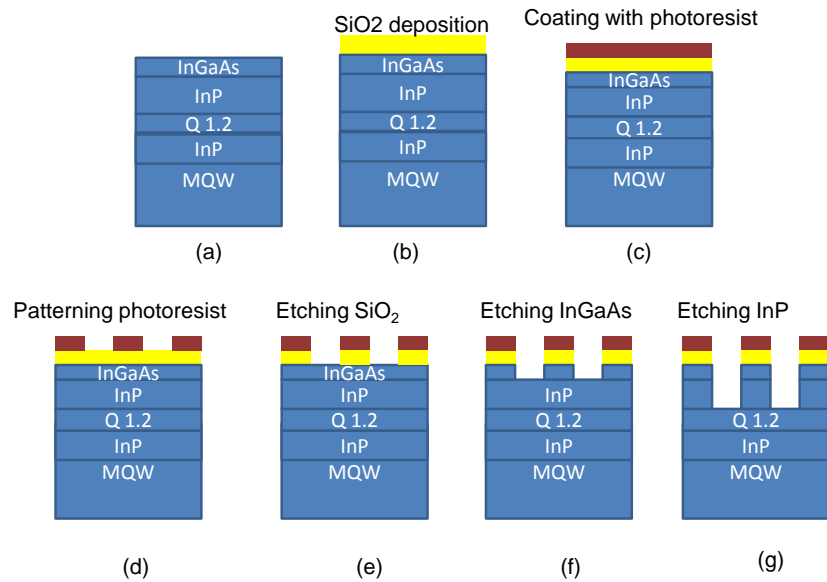 SiO2 deposition
Coating with photoresist
InGaAs
InP
Q 1.2
InP
MQW
(a)
InGaAs
InP
Q 1.2
InP
MQW
(b)
InGaAs
InP
Q 1.2
InP
MQW
(c)
Patterning photoresist
Etching SiO₂
Etching InGaAs
Etching InP
InGaAs
InP
Q 1.2
InP
MQW
(d)
InGaAs
InP
Q 1.2
InP
MQW
(e)
InP
Q 1.2
InP
MQW
(f)
Q 1.2
InP
MQW
(g)